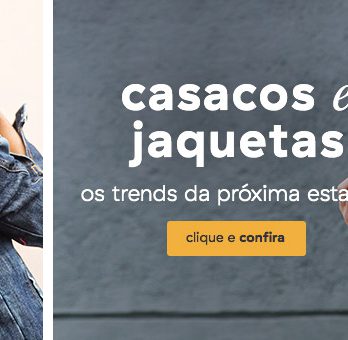 casacos e
jaquetas
os trends da próxima esta
clique e confira